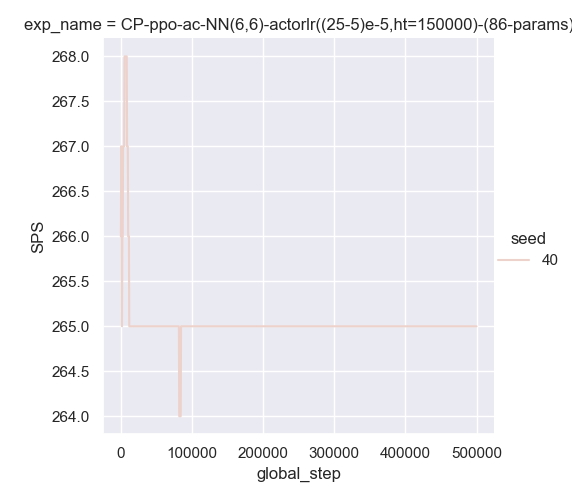 exp_name = CP-ppo-ac-NN(6,6)-actorlr((25-5)e-5,ht=150000)-(86-params)
268.0
267.5
267.0
266.5
266.0
265.5
265.0
264.5
264.0
SPS
0 100000 200000 300000 400000 500000
global_step
seed
40